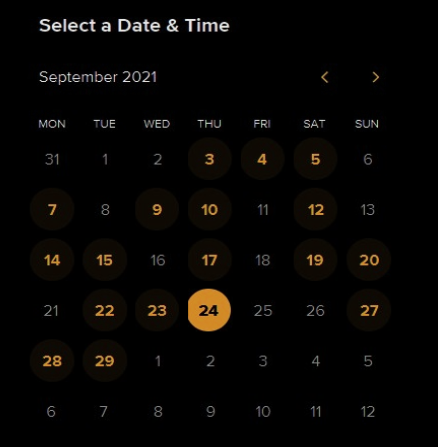 Select a Date & Time
September 2021 < >
MON TUE WED THU FRI SAT SUN
31 1 2 3 4 5 6
7 8 9 10 11 12 13
14 15 16 17 18 19 20
21 22 23 24 25 26 27
28 29 1 2 3 4 5
6 7 8 9 10 11 12